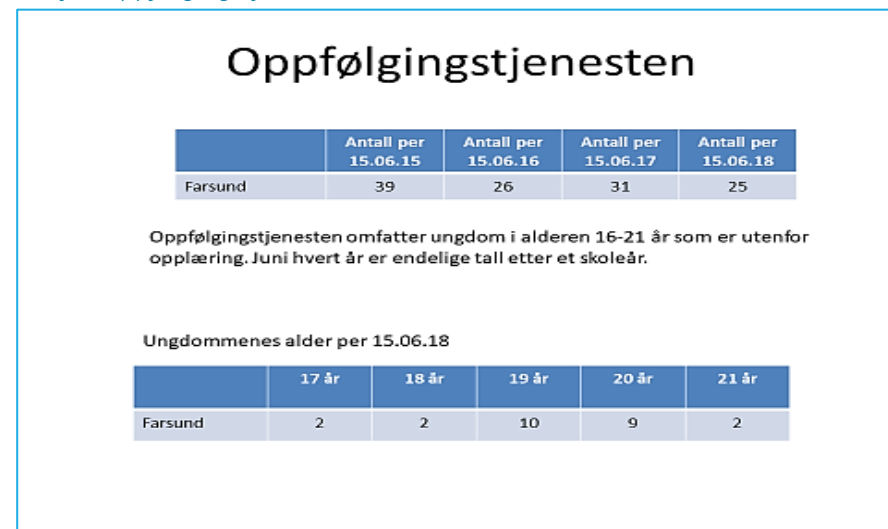 Oppfølgingstjenesten
Antall per 15.06.15 Antall per 15.06.16 Antall per 15.06.17 Antall per 15.06.18
Farsund 39 26 31 25
Oppfølgingstjenesten omfatter ungdom i alderen 16-21 år som er utenfor
opplæring. Juni hvert år er endelige tall etter et skoleår.
Ungdommenes alder per 15.06.18
17 år 18 år 19 år 20 år 21 år
Farsund 2 2 10 9 2